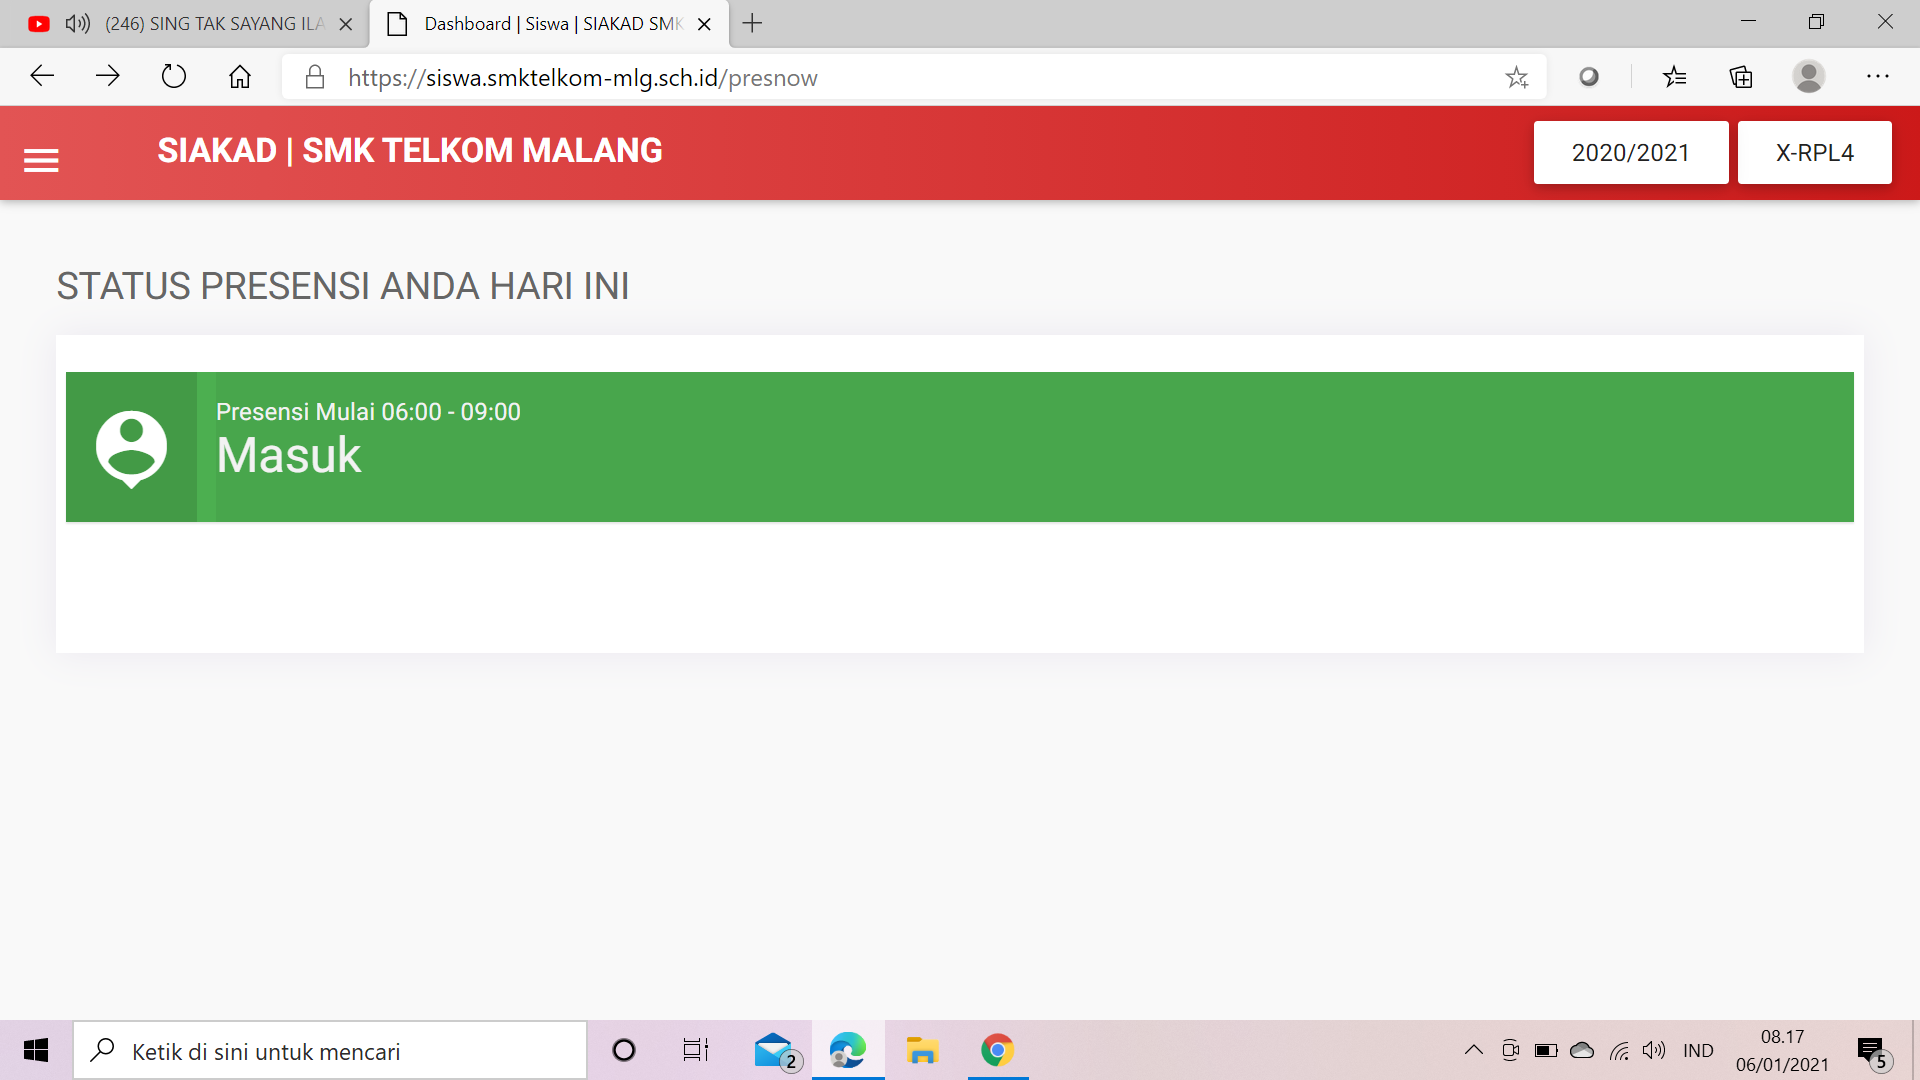 (246) SING TAK SAYANG ILA
Dashboard | Siswa | SIAKAD SMK
https://siswa.smktelkom-mlg.sch.id/presnow
SIAKAD | SMK TELKOM MALANG
2020/2021
X-RPL4
STATUS PRESENSI ANDA HARI INI
Presensi Mulai 06:00 - 09:00
Masuk
Ketik di sini untuk mencari
2
IND
08.17
06/01/2021
5